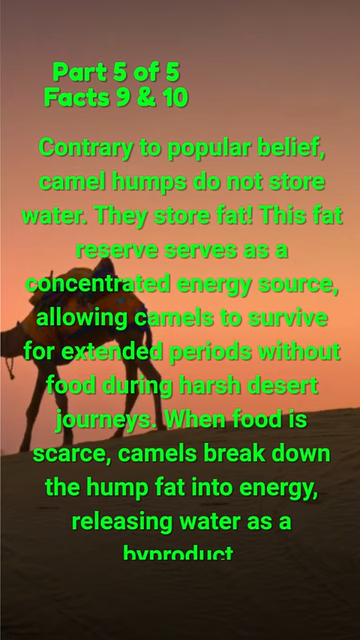 Part 5 of 5
Facts 9 & 10
Contrary to popular belief,
camel humps do not store
water. They store fat! This fat
reserve serves as a
concentrated energy source,
allowing camels to survive
for extended periods without
food during harsh desert
journeys. When food is
scarce, camels break down
the hump fat into energy,
releasing water as a
byproduct